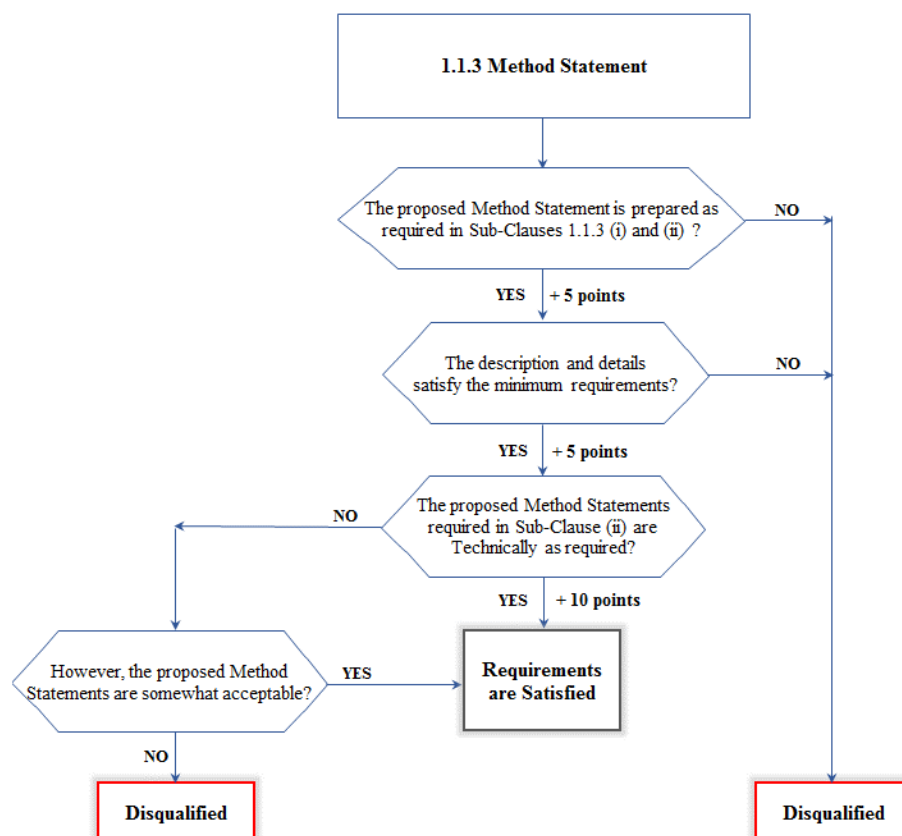 1.1.3 Method Statement
The proposed Method Statement is prepared as
required in Sub-Clauses 1.1.3 (i) and (ii) ?
NO
YES
+ 5 points
The description and details
satisfy the minimum requirements?
NO
YES
+ 5 points
The proposed Method Statements
required in Sub-Clause (ii) are
Technically as required?
NO
YES
+ 10 points
However, the proposed Method
Statements are somewhat acceptable?
YES
Requirements
are Satisfied
NO
Disqualified
Disqualified